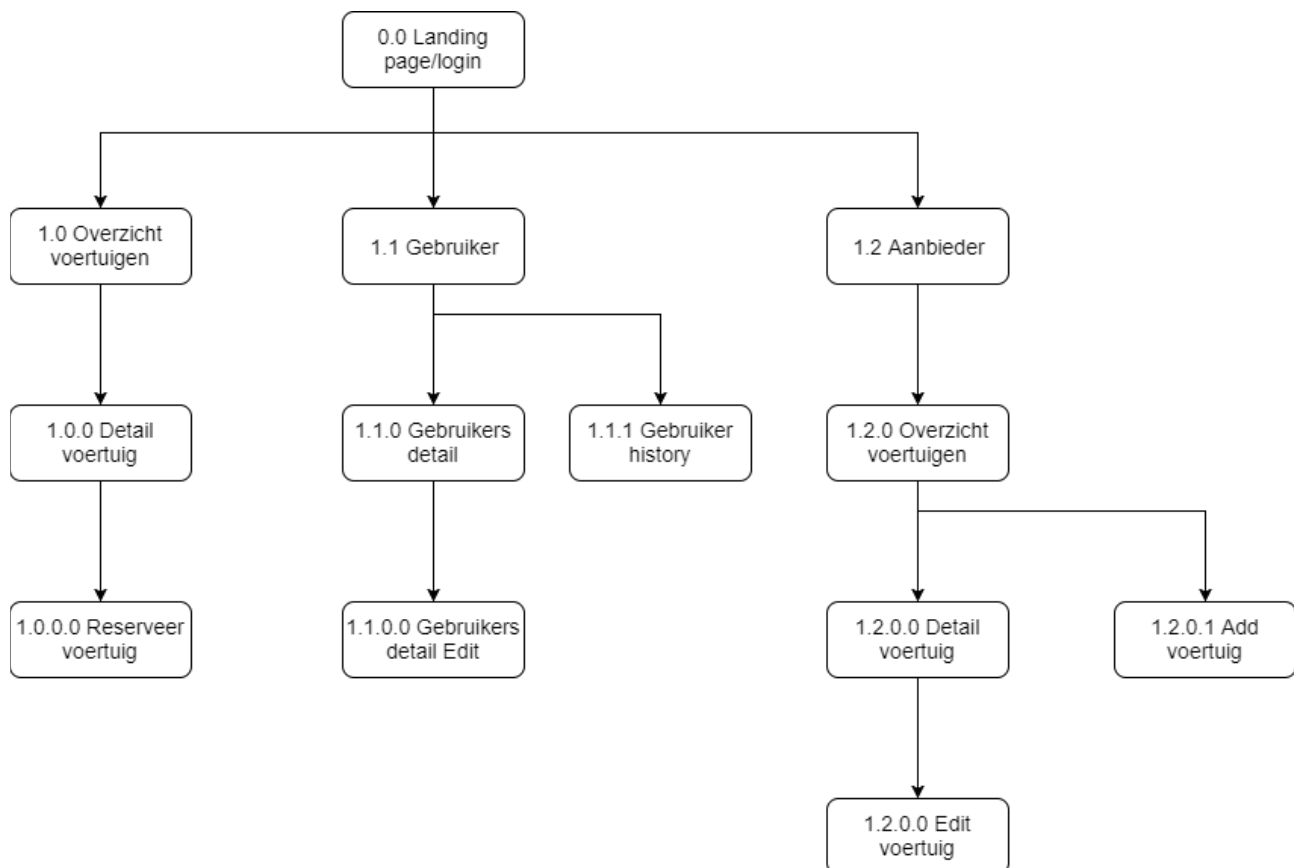 0.0 Landing
page/login
1.0 Overzicht
voertuigen
1.1 Gebruiker
1.2 Aanbieder
1.0.0 Detail
voertuig
1.1.0 Gebruikers
detail
1.1.1 Gebruiker
history
1.2.0 Overzicht
voertuigen
1.0.0.0 Reserveer
voertuig
1.1.0.0 Gebruikers
detail Edit
1.2.0.0 Detail
voertuig
1.2.0.1 Add
voertuig
1.2.0.0 Edit
voertuig